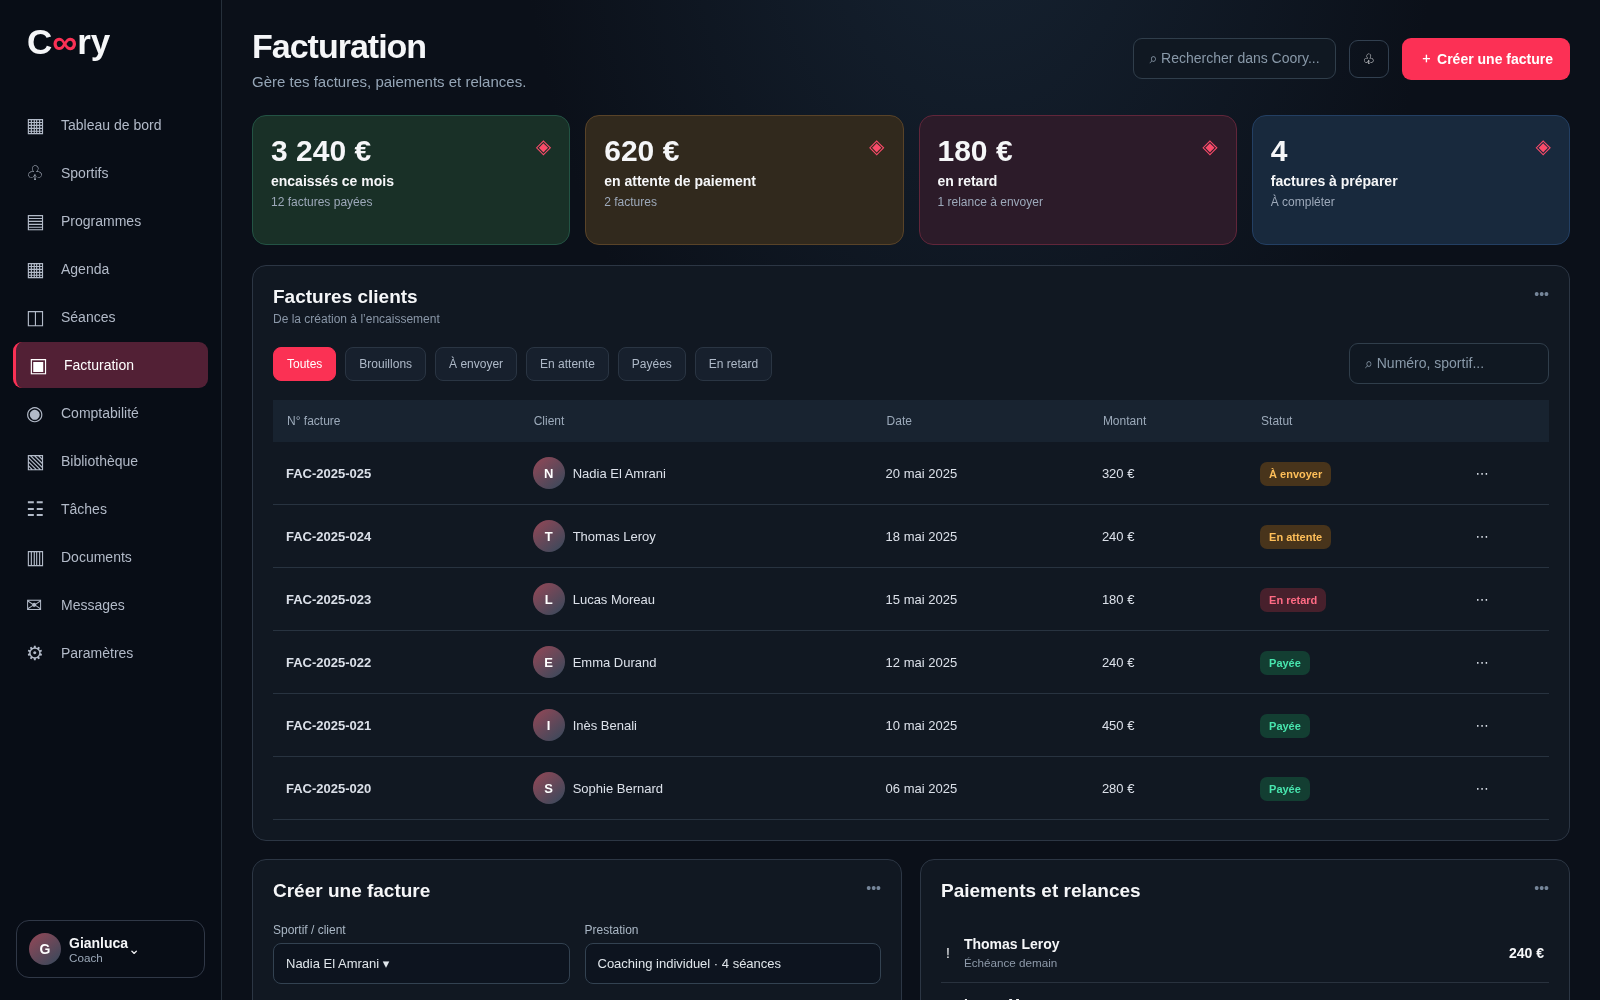 C∞ry
Tableau de bord
Sportifs
Programmes
Agenda
Séances
Facturation
Comptabilité
Bibliothèque
Tâches
Documents
Messages
Paramètres
G
Gianluca
Coach
Facturation
Gère tes factures, paiements et relances.
Rechercher dans Coory...
+ Créer une facture
3 240 €
encaissés ce mois
12 factures payées
620 €
en attente de paiement
2 factures
180 €
en retard
1 relance à envoyer
4
factures à préparer
À compléter
Factures clients
•••
De la création à l'encaissement
Toutes Brouillons À envoyer En attente Payées En retard
Numéro, sportif...
N° facture Client Date Montant Statut
FAC-2025-025 N Nadia El Amrani 20 mai 2025 320 € À envoyer ···
FAC-2025-024 T Thomas Leroy 18 mai 2025 240 € En attente ···
FAC-2025-023 L Lucas Moreau 15 mai 2025 180 € En retard ···
FAC-2025-022 E Emma Durand 12 mai 2025 240 € Payée ···
FAC-2025-021 I Inès Benali 10 mai 2025 450 € Payée ···
FAC-2025-020 S Sophie Bernard 06 mai 2025 280 € Payée ···
Créer une facture
•••
Sportif / client
Nadia El Amrani ▾
Prestation
Coaching individuel · 4 séances
Paiements et relances
•••
! Thomas Leroy 240 €
Échéance demain